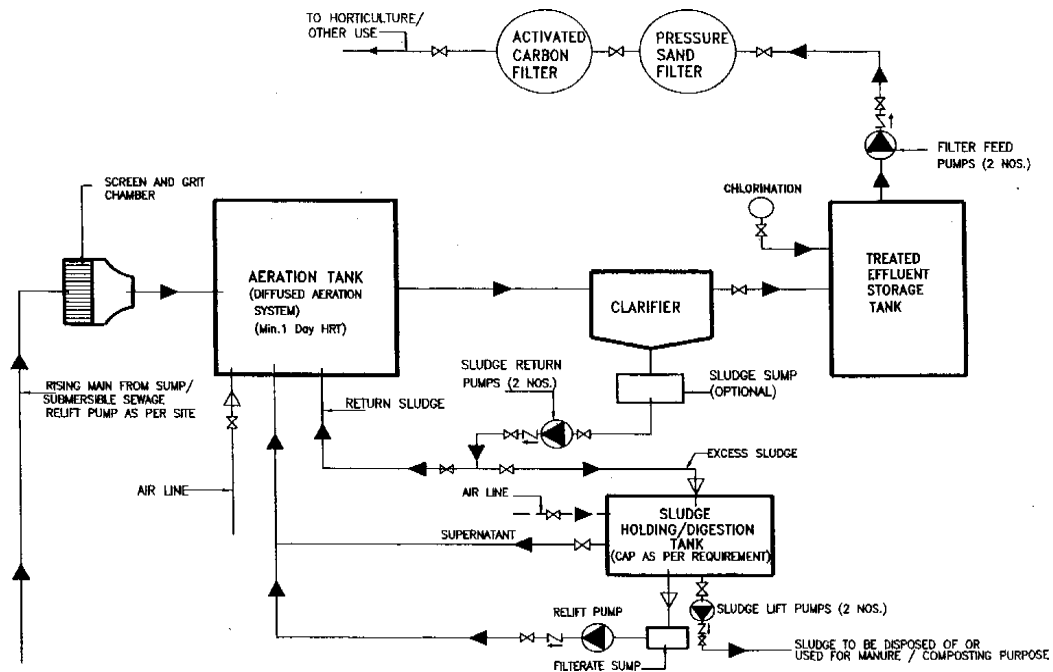 TO HORTICULTURE/
OTHER USE
ACTIVATED
CARBON
FILTER
PRESSURE
SAND
FILTER
FILTER FEED
PUMPS (2 NOS.)
SCREEN AND GRIT
CHAMBER
CHLORINATION
AERATION TANK
(DIFFUSED AERATION
SYSTEM)
(Min.1 Day HRT)
CLARIFIER
TREATED
EFFLUENT
STORAGE
TANK
RISING MAIN FROM SUMP/
SUBMERSIBLE SEWAGE
RELIFT PUMP AS PER SITE
SLUDGE RETURN
PUMPS (2 NOS.)
SLUDGE SUMP
(OPTIONAL)
RETURN SLUDGE
EXCESS SLUDGE
AIR LINE
AIR LINE
SLUDGE
HOLDING/DIGESTION
TANK
(CAP AS PER REQUIREMENT)
SUPERNATANT
RELIFT PUMP
SLUDGE LIFT PUMPS (2 NOS.)
FILTERATE SUMP
SLUDGE TO BE DISPOSED OF OR
USED FOR MANURE / COMPOSTING PURPOSE